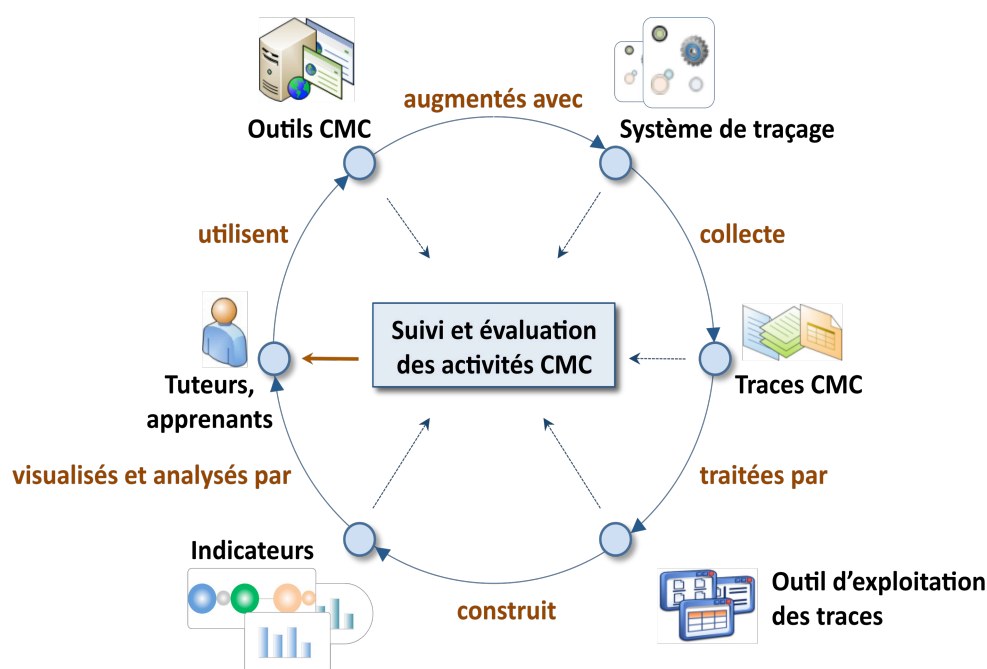 augmentés avec
Outils CMC
Système de traçage
utilisent
collecte
Suivi et évaluation
des activités CMC
Tuteurs,
apprenants
Traces CMC
visualisés et analysés par
traitées par
Indicateurs
Outil d’exploitation
des traces
construit